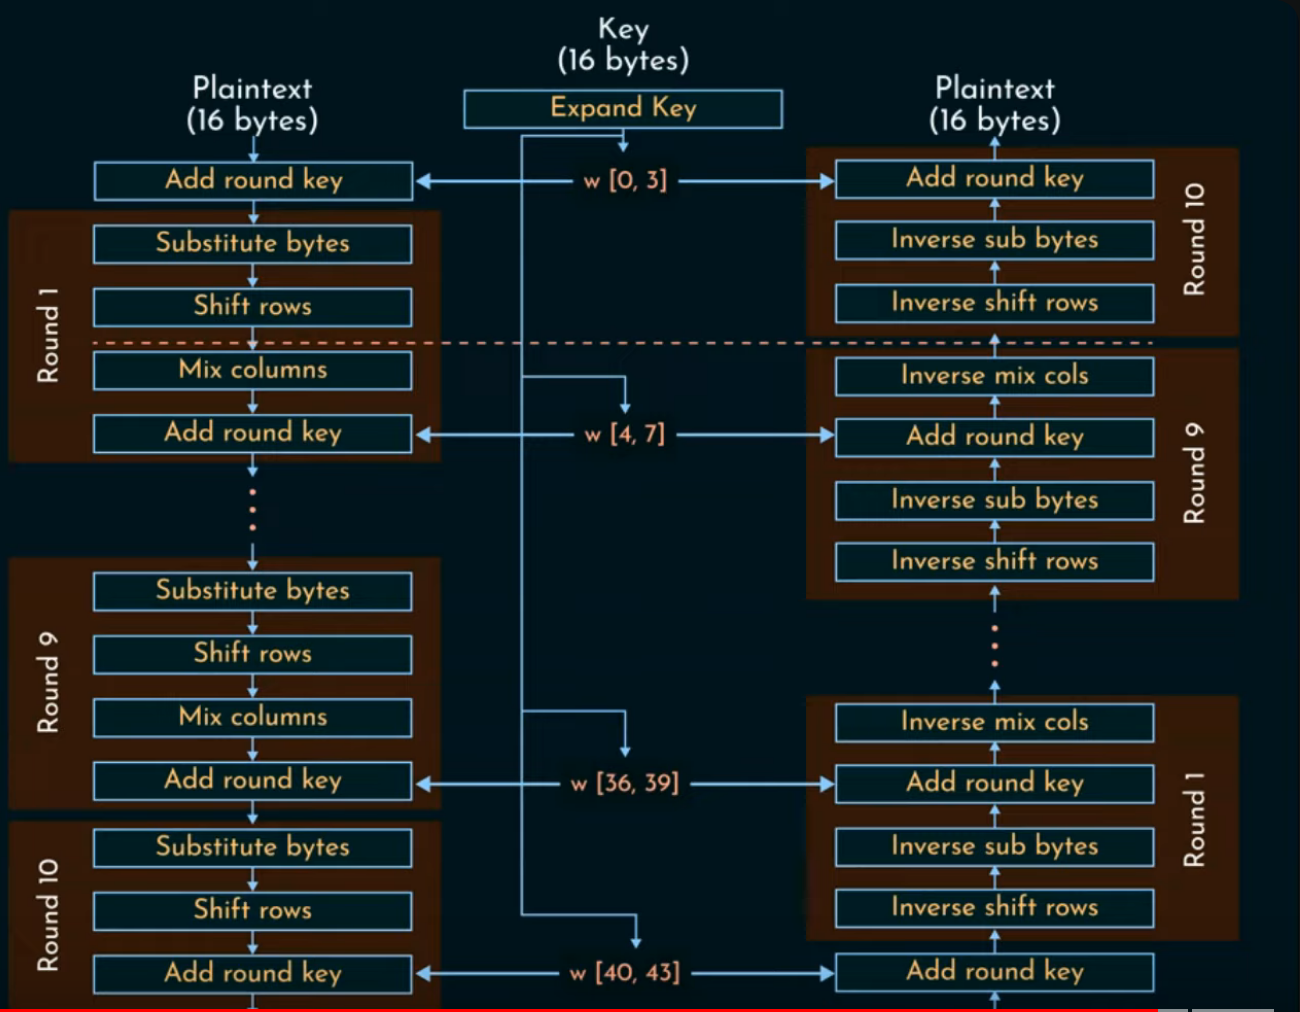 Key
(16 bytes)
Plaintext
(16 bytes)
Expand Key
Plaintext
(16 bytes)
Add round key
w [0, 3]
Add round key
Round 1
Substitute bytes
Shift rows
Mix columns
Add round key
w [4, 7]
Inverse sub bytes
Inverse shift rows
Round 10
Inverse mix cols
Add round key
Inverse sub bytes
Inverse shift rows
Round 9
Round 9
Substitute bytes
Shift rows
Mix columns
Add round key
w [36, 39]
Inverse mix cols
Add round key
Inverse sub bytes
Inverse shift rows
Round 1
Round 10
Substitute bytes
Shift rows
Add round key
w [40, 43]
Add round key